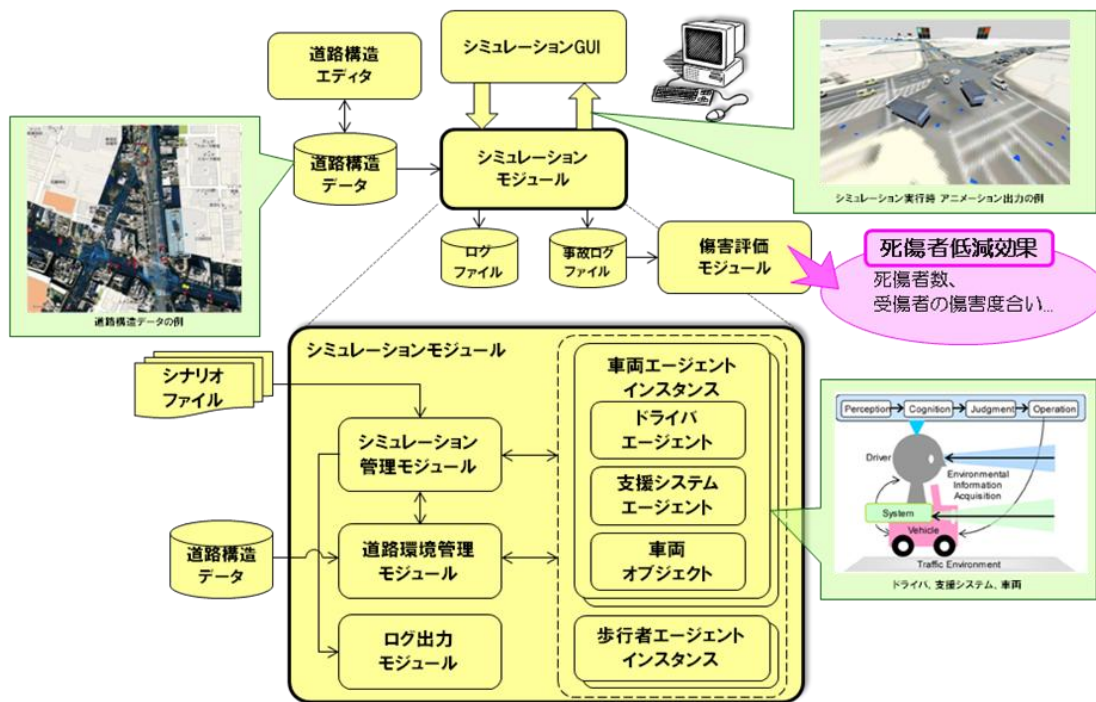 道路構造
エディタ
シミュレーションGUI
道路構造
データ
シミュレーション
モジュール
シミュレーション実行時 アニメーション出力の例
道路構造データの例
ログ
ファイル
事故ログ
ファイル
傷害評価
モジュール
死傷者低減効果
死傷者数、
受傷者の傷害度合い...
シミュレーションモジュール
シナリオ
ファイル
シミュレーション
管理モジュール
道路構造
データ
道路環境管理
モジュール
ログ出力
モジュール
車両エージェント
インスタンス
ドライバ
エージェント
支援システム
エージェント
車両
オブジェクト
歩行者エージェント
インスタンス
Perception
Cognition
Judgment
Operation
Driver
Environmental
Information
Acquisition
System
Vehicle
Traffic Environment
ドライバ、支援システム、車両